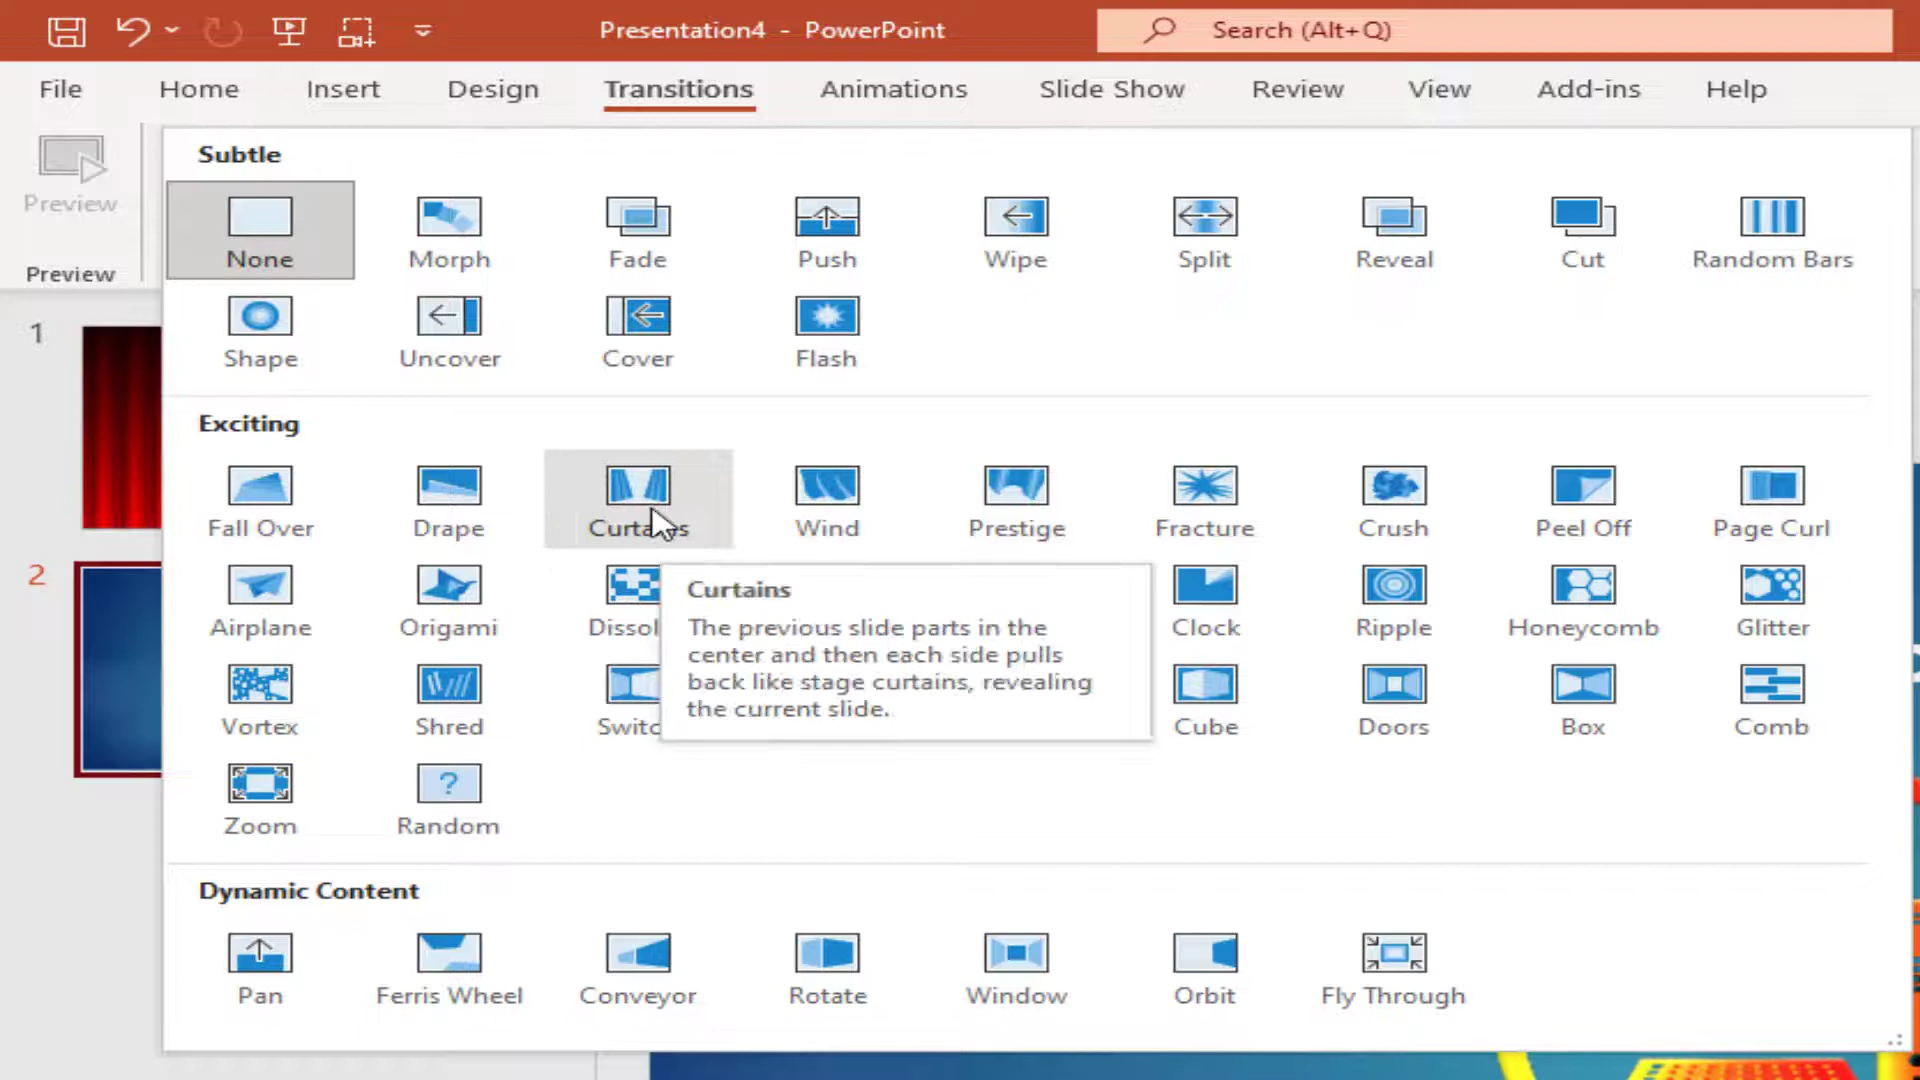 Presentation4 - PowerPoint
Search (Alt+Q)
File Home Insert Design Transitions Animations Slide Show Review View Add-ins Help
Preview
Preview
Subtle
None Morph Fade Push Wipe Split Reveal Cut Random Bars
Shape Uncover Cover Flash
Exciting
Fall Over Drape Curtains Wind Prestige Fracture Crush Peel Off Page Curl
Airplane Origami Clock Ripple Honeycomb Glitter
Vortex Shred Cube Doors Box Comb
Zoom Random
Curtains
The previous slide parts in the
center and then each side pulls
back like stage curtains, revealing
the current slide.
Dynamic Content
Pan Ferris Wheel Conveyor Rotate Window Orbit Fly Through
1
2